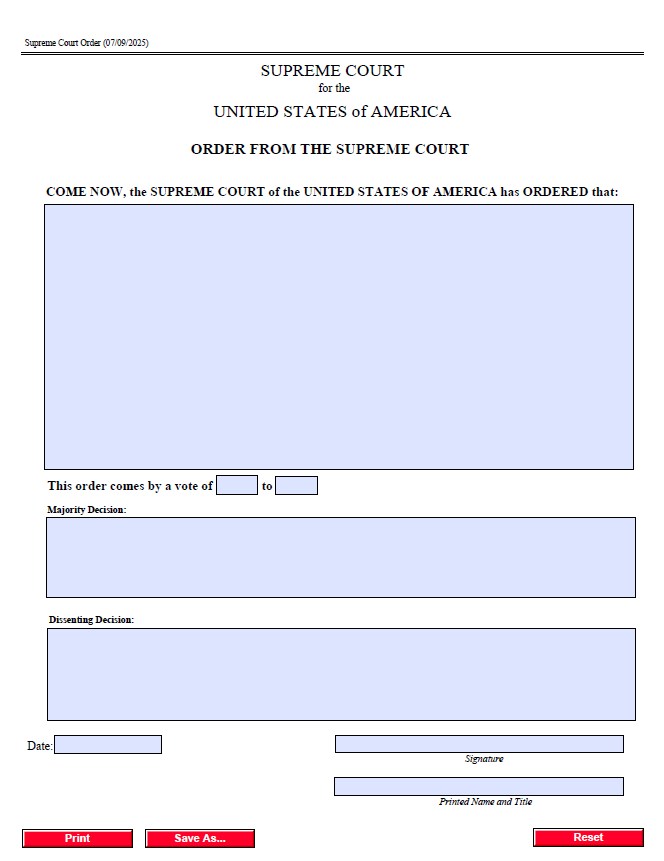 Supreme Court Order (07/09/2025)
SUPREME COURT
for the
UNITED STATES of AMERICA
ORDER FROM THE SUPREME COURT
COME NOW, the SUPREME COURT of the UNITED STATES OF AMERICA has ORDERED that:
This order comes by a vote of to
Majority Decision:
Dissenting Decision:
Date:
Signature
Printed Name and Title
Print Save As... Reset